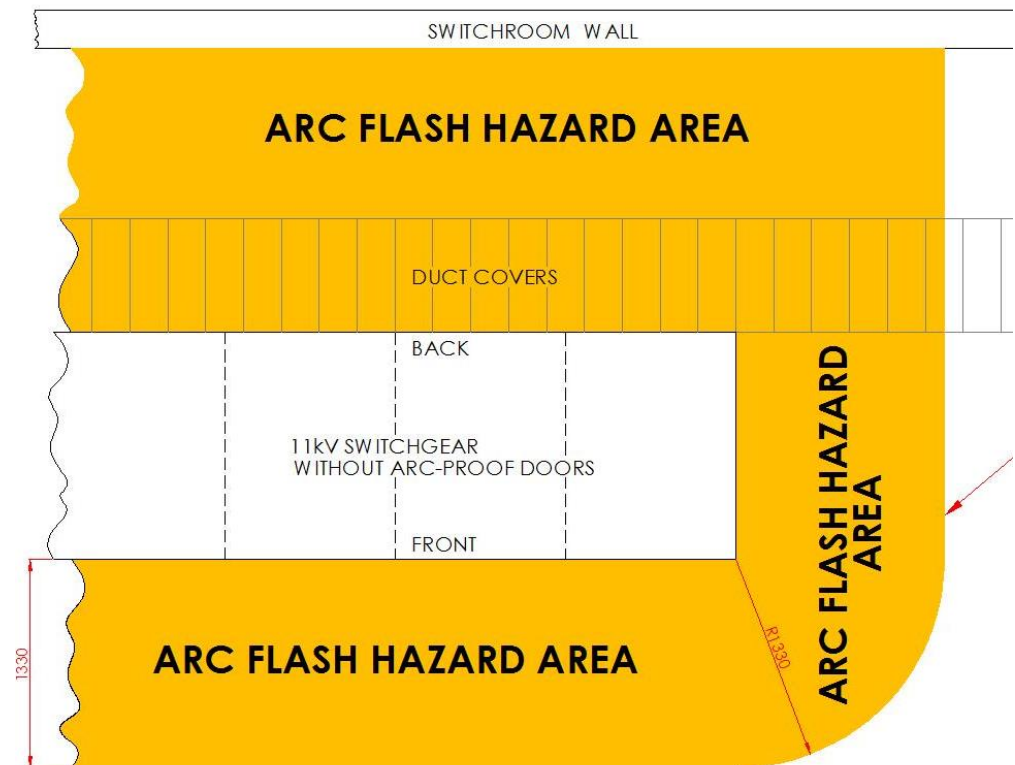 SWITCHROOM WALL
ARC FLASH HAZARD AREA
DUCT COVERS
BACK
11kV SWITCHGEAR
WITHOUT ARC-PROOF DOORS
FRONT
ARC FLASH HAZARD
AREA
1330
ARC FLASH HAZARD AREA
R1330